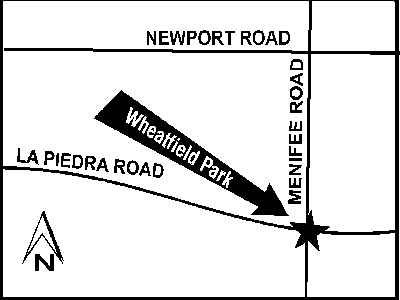 NEWPORT ROAD
MENIFEE ROAD
Wheatfield Park
LA PIEDRA ROAD
N